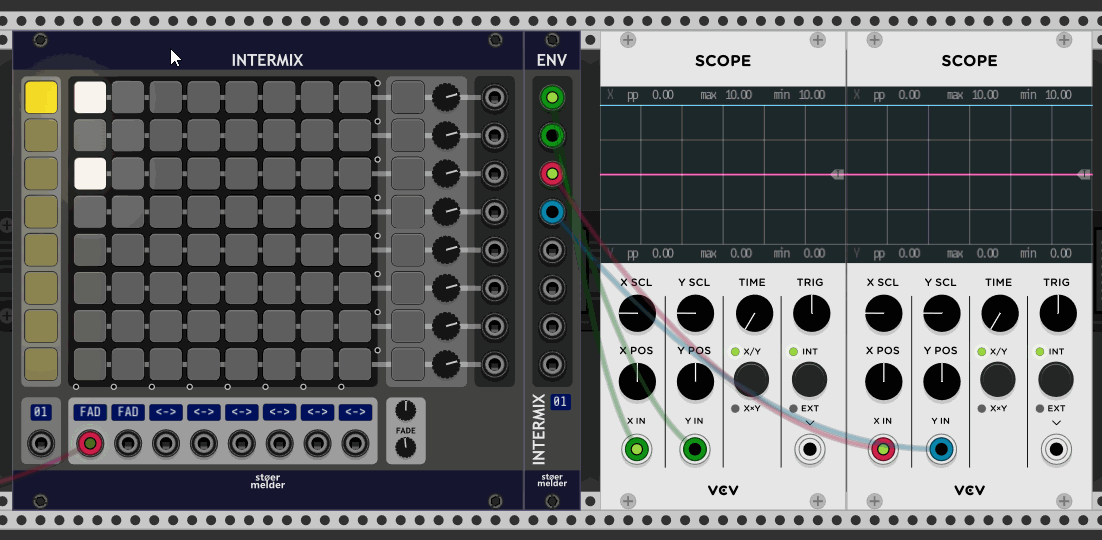 INTERMIX
ENV
SCOPE
SCOPE
X pp 0.00 max 10.00 min 10.00
X pp 0.00 max 10.00 min 10.00
Y pp 0.00 max 0.00 min 0.00
Y pp 0.00 max 0.00 min 0.00
X SCL Y SCL TIME TRIG
X SCL Y SCL TIME TRIG
X POS Y POS X/Y INT
X POS Y POS X/Y INT
01 FAD FAD <-> <-> <-> <-> <-> <->
INTERMIX 01
X×Y EXT
X×Y EXT
FADE
X IN Y IN
X IN Y IN
støer
melder
støer
melder
VCV
VCV